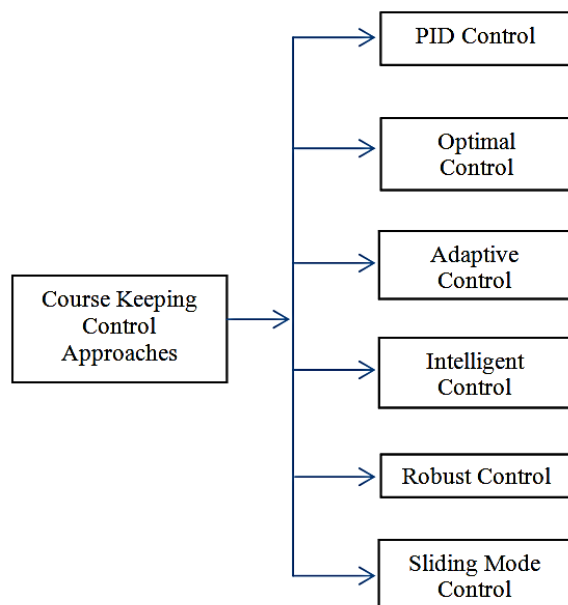 PID Control
Optimal
Control
Adaptive
Control
Course Keeping
Control
Approaches
Intelligent
Control
Robust Control
Sliding Mode
Control